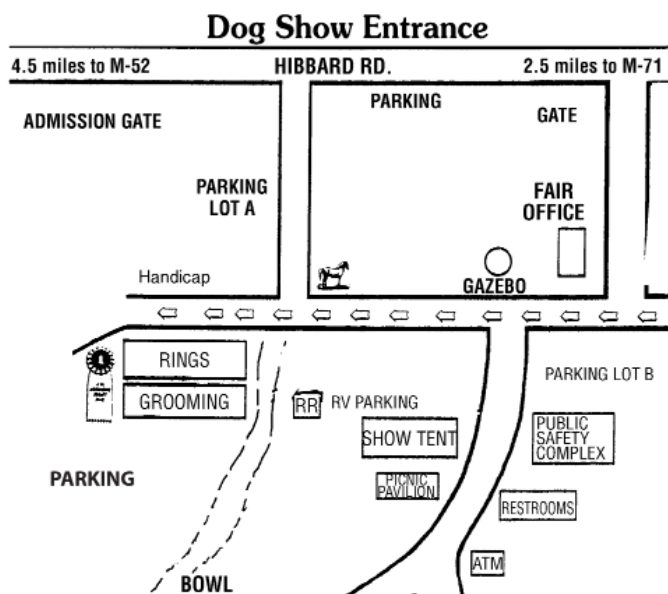 Dog Show Entrance
4.5 miles to M-52
HIBBARD RD.
2.5 miles to M-71
ADMISSION GATE
PARKING
GATE
PARKING
LOT A
FAIR
OFFICE
Handicap
GAZEBO
RINGS
GROOMING
RR
RV PARKING
PARKING LOT B
SHOW TENT
PUBLIC
SAFETY
COMPLEX
PARKING
PICNIC
PAVILION
RESTROOMS
ATM
BOWL